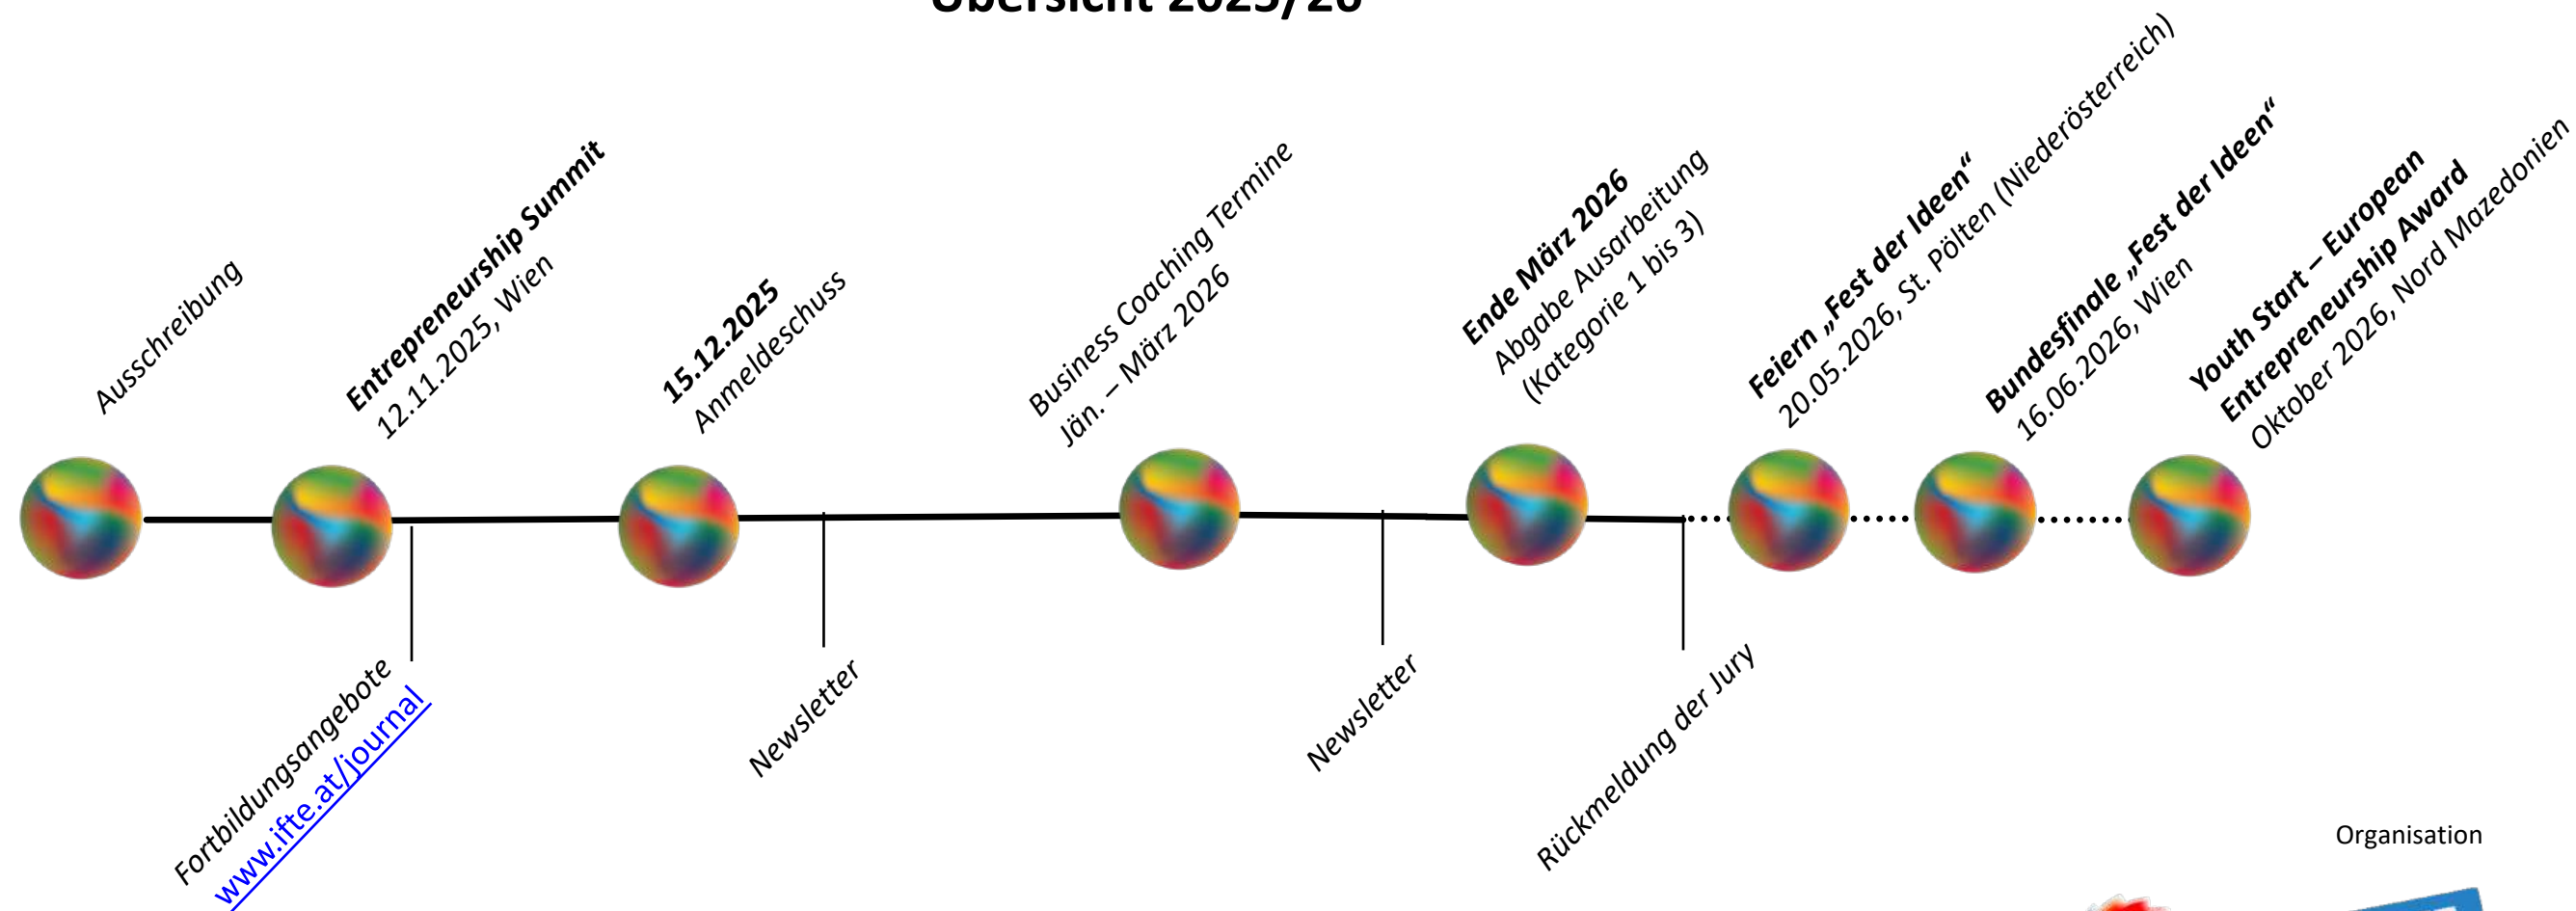 Übersicht 2025/26
Ausschreibung
Entrepreneurship Summit
12.11.2025, Wien
15.12.2025
Anmeldeschuss
Business Coaching Termine
Jän. – März 2026
Ende März 2026
Abgabe Ausarbeitung
(Kategorie 1 bis 3)
Feiern „Fest der Ideen“
20.05.2026, St. Pölten (Niederösterreich)
Bundesfinale „Fest der Ideen“
16.06.2026, Wien
Youth Start – European
Entrepreneurship Award
Oktober 2026, Nord Mazedonien
Fortbildungsangebote
www.ifte.at/journal
Newsletter
Newsletter
Rückmeldung der Jury
Organisation